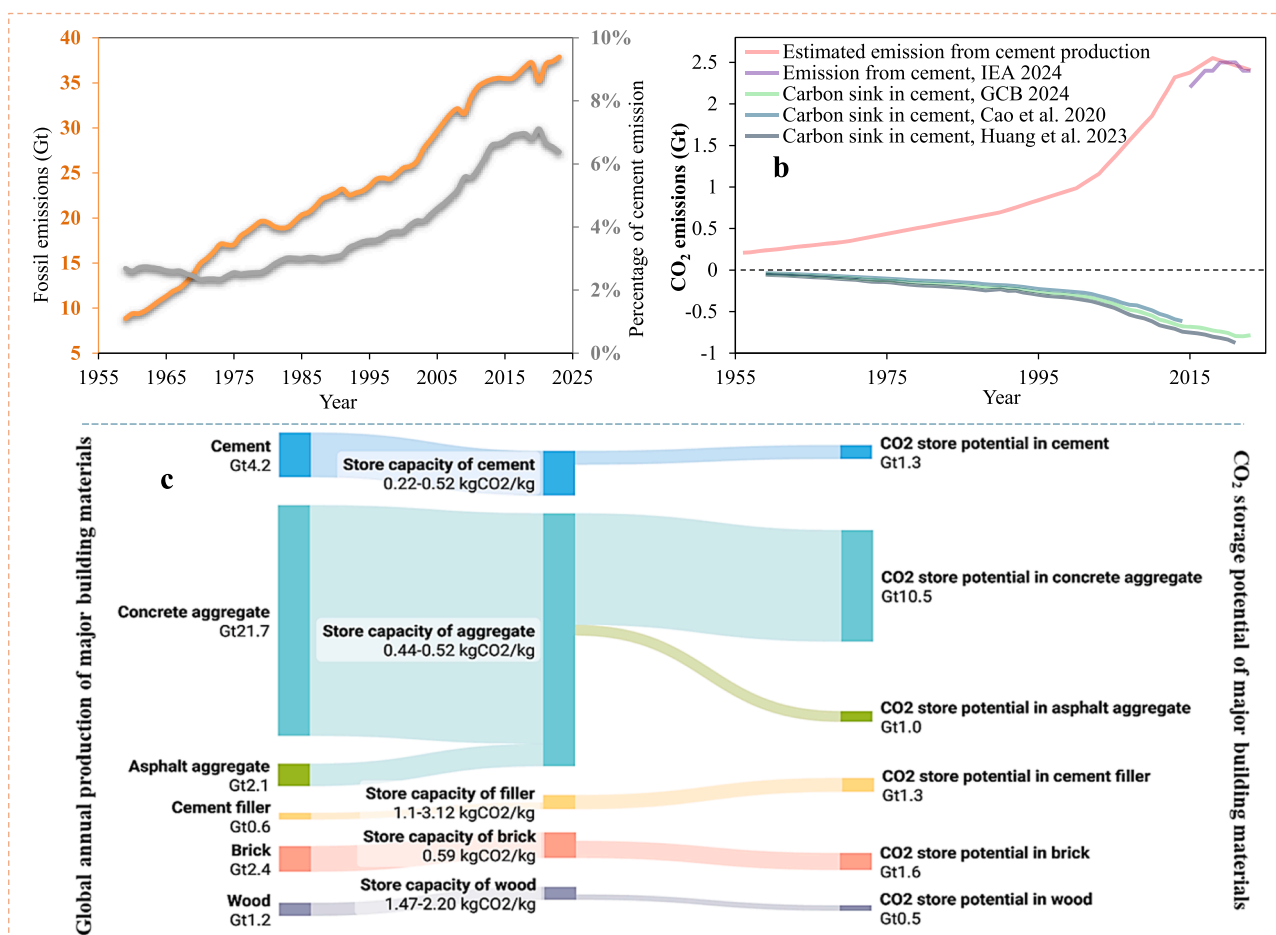 40
35
30
25
20
15
10
5
Fossil emissions (Gt)
10%
8%
6%
4%
2%
0%
Percentage of cement emission
1955 1965 1975 1985 1995 2005 2015 2025
Year
2.5
2
1.5
1
0.5
0
-0.5
-1
CO₂ emissions (Gt)
Estimated emission from cement production
Emission from cement, IEA 2024
Carbon sink in cement, GCB 2024
Carbon sink in cement, Cao et al. 2020
Carbon sink in cement, Huang et al. 2023
b
1955 1975 1995 2015
Year
c
Global annual production of major building materials
Cement
Gt4.2
Concrete aggregate
Gt21.7
Asphalt aggregate
Gt2.1
Cement filler
Gt0.6
Brick
Gt2.4
Wood
Gt1.2
Store capacity of cement
0.22-0.52 kgCO2/kg
Store capacity of aggregate
0.44-0.52 kgCO2/kg
Store capacity of filler
1.1-3.12 kgCO2/kg
Store capacity of brick
0.59 kgCO2/kg
Store capacity of wood
1.47-2.20 kgCO2/kg
CO2 store potential in cement
Gt1.3
CO2 store potential in concrete aggregate
Gt10.5
CO2 store potential in asphalt aggregate
Gt1.0
CO2 store potential in cement filler
Gt1.3
CO2 store potential in brick
Gt1.6
CO2 store potential in wood
Gt0.5
CO₂ storage potential of major building materials